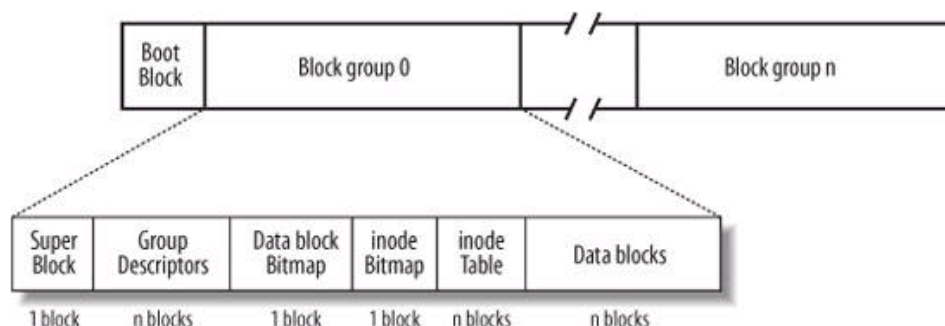 Boot
Block
Block group 0
Block group n
Super
Block
Group
Descriptors
Data block
Bitmap
inode
Bitmap
inode
Table
Data blocks
1 block
n blocks
1 block
1 block
n blocks
n blocks